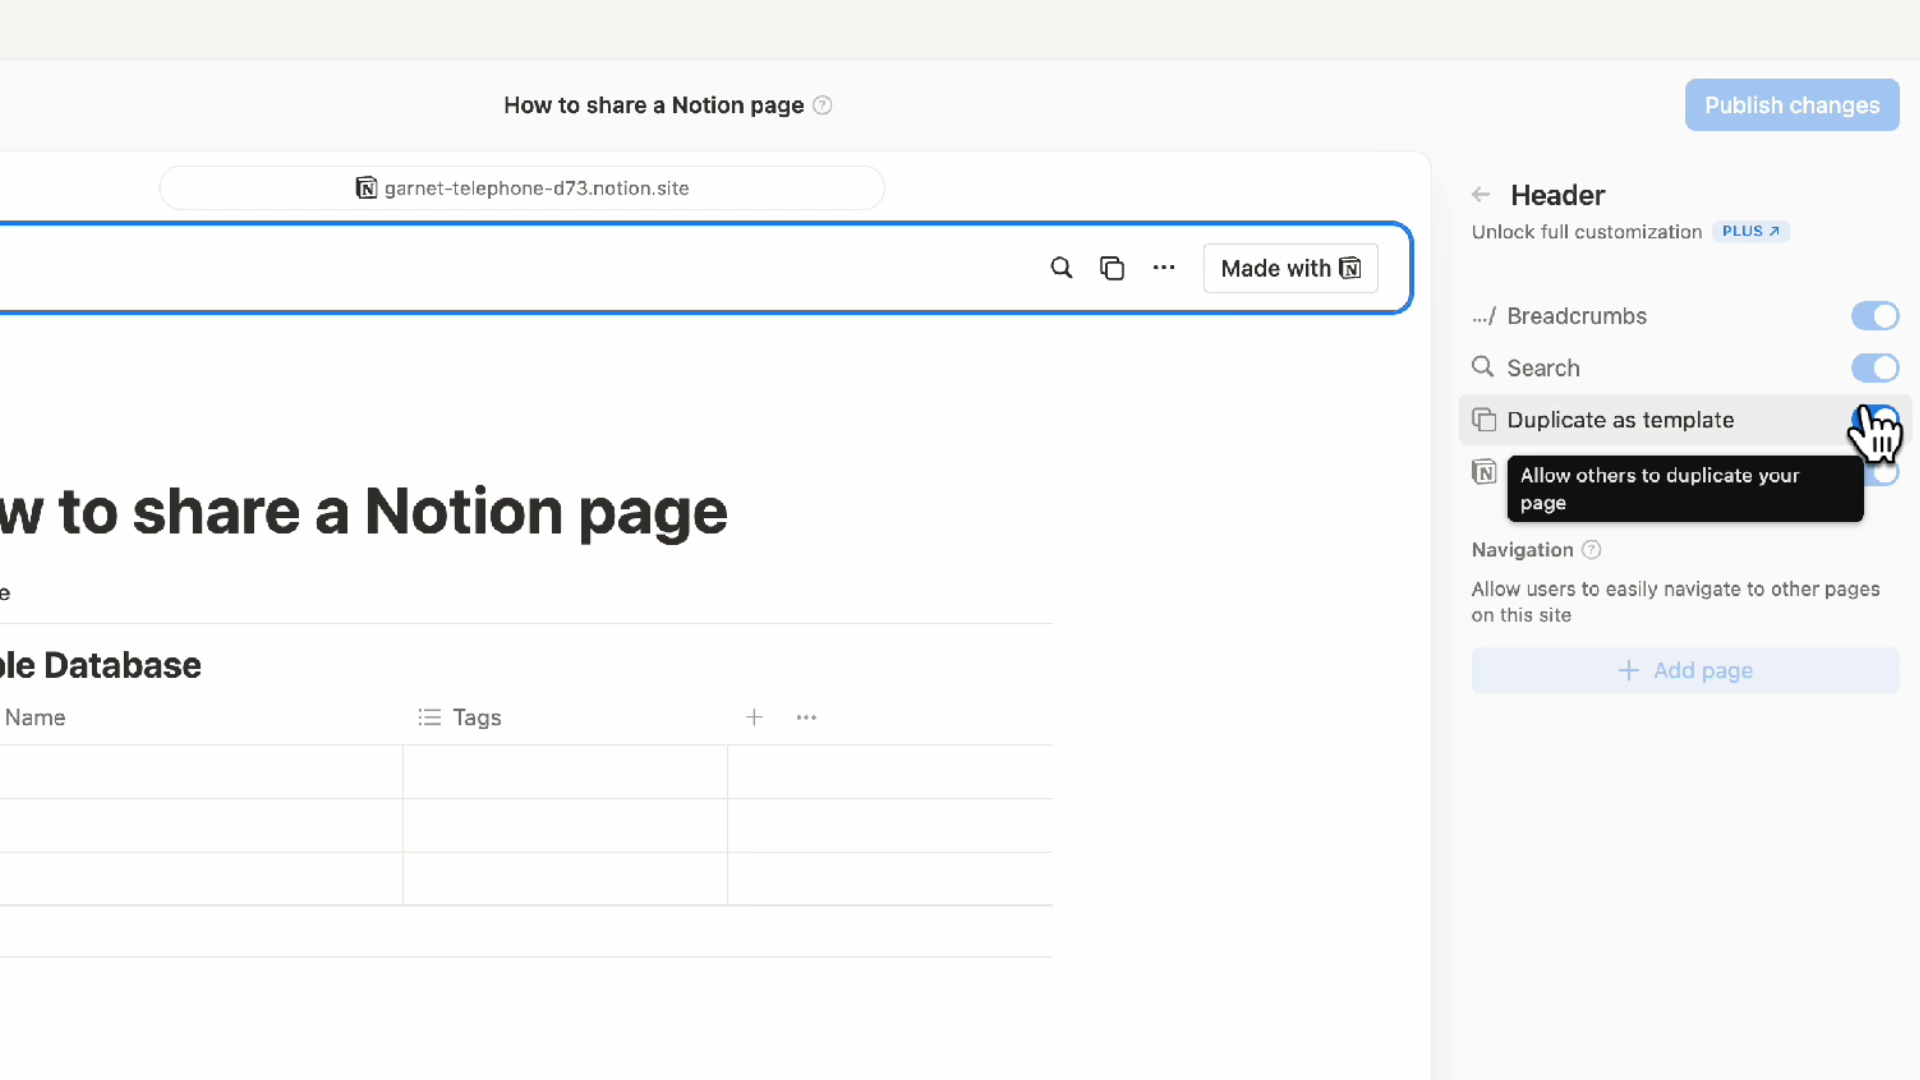 How to share a Notion page
Publish changes
garnet-telephone-d73.notion.site
Made with
Header
Unlock full customization PLUS ↗
.../ Breadcrumbs
Search
Duplicate as template
Allow others to duplicate your
page
Navigation
Allow users to easily navigate to other pages
on this site
+ Add page
w to share a Notion page
e
le Database
Name
Tags